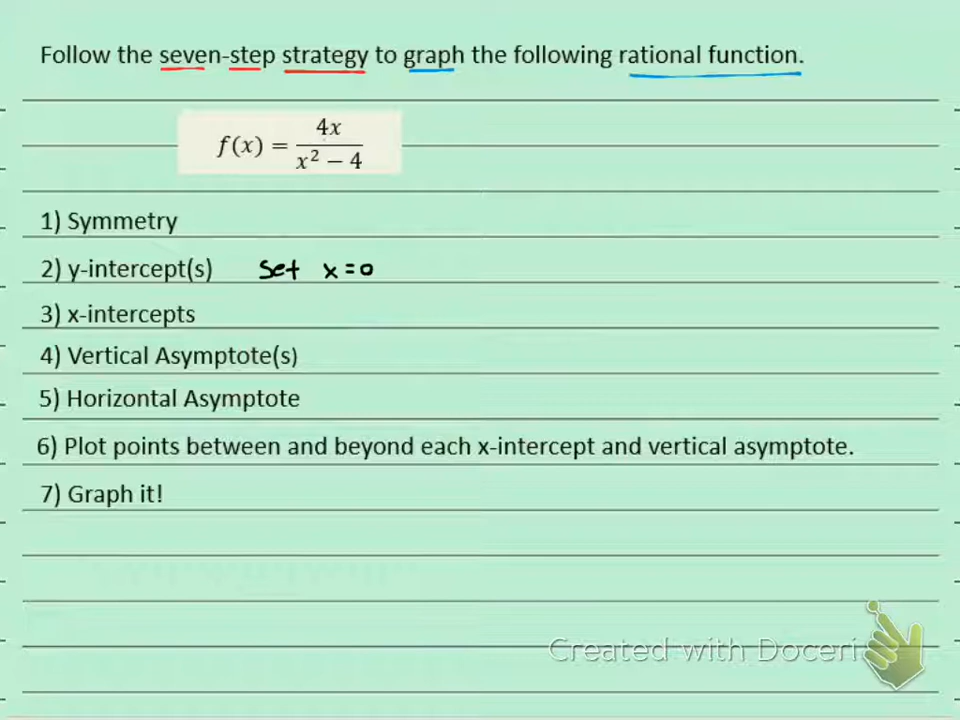 Follow the seven-step strategy to graph the following rational function.
f(x) = 4x / x² − 4
1) Symmetry
2) y-intercept(s) Set x=0
3) x-intercepts
4) Vertical Asymptote(s)
5) Horizontal Asymptote
6) Plot points between and beyond each x-intercept and vertical asymptote.
7) Graph it!
Created with Doceri